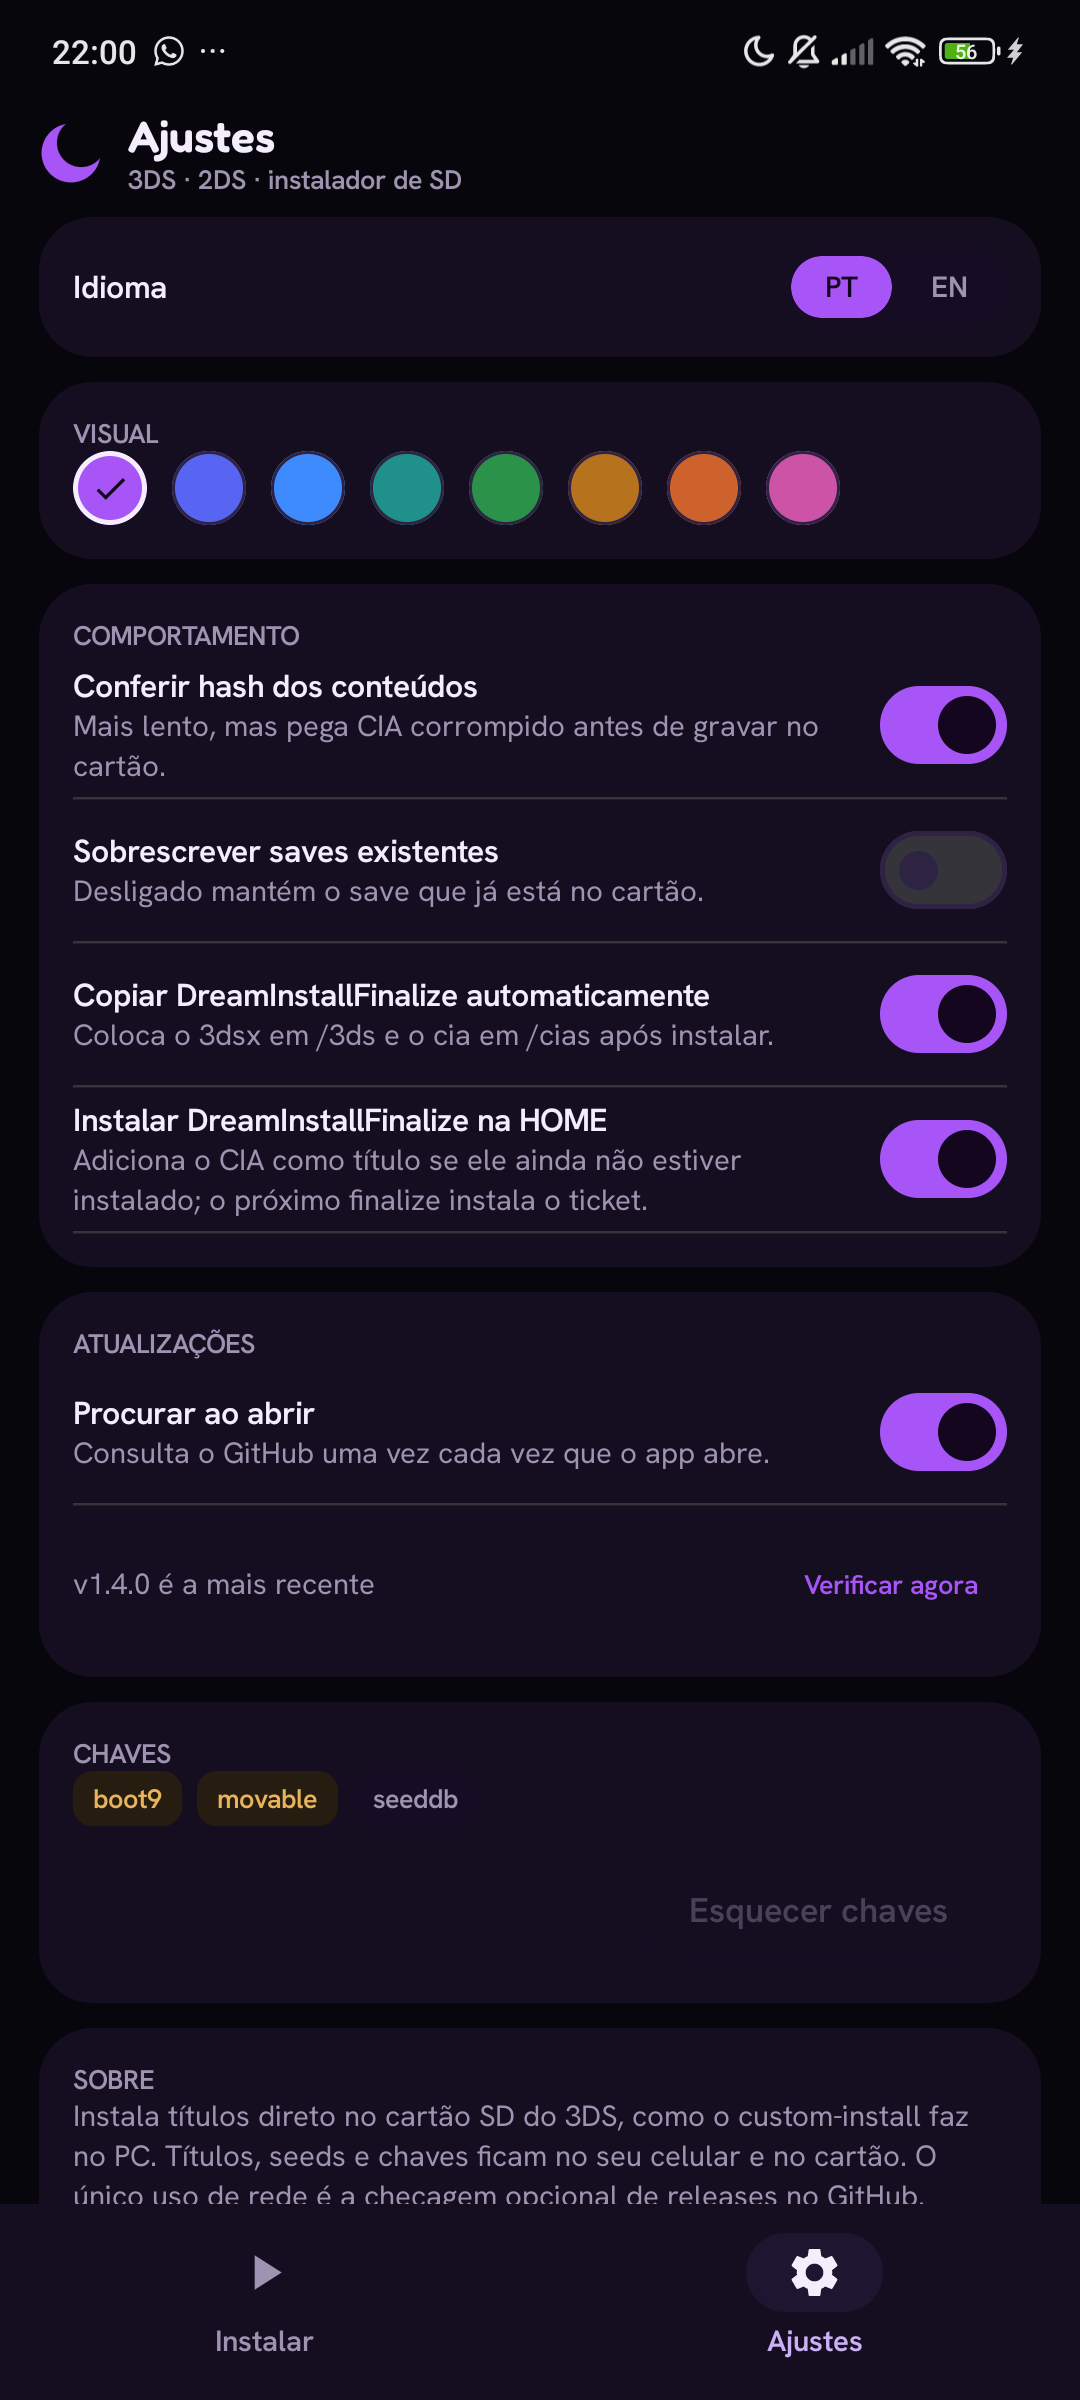 22:00
56
Ajustes
3DS · 2DS · instalador de SD
Idioma
PT
EN
VISUAL
COMPORTAMENTO
Conferir hash dos conteúdos
Mais lento, mas pega CIA corrompido antes de gravar no
cartão.
Sobrescrever saves existentes
Desligado mantém o save que já está no cartão.
Copiar DreamInstallFinalize automaticamente
Coloca o 3dsx em /3ds e o cia em /cias após instalar.
Instalar DreamInstallFinalize na HOME
Adiciona o CIA como título se ele ainda não estiver
instalado; o próximo finalize instala o ticket.
ATUALIZAÇÕES
Procurar ao abrir
Consulta o GitHub uma vez cada vez que o app abre.
v1.4.0 é a mais recente
Verificar agora
CHAVES
boot9
movable
seeddb
Esquecer chaves
SOBRE
Instala títulos direto no cartão SD do 3DS, como o custom-install faz
no PC. Títulos, seeds e chaves ficam no seu celular e no cartão. O
único uso de rede é a checagem opcional de releases no GitHub.
Instalar
Ajustes